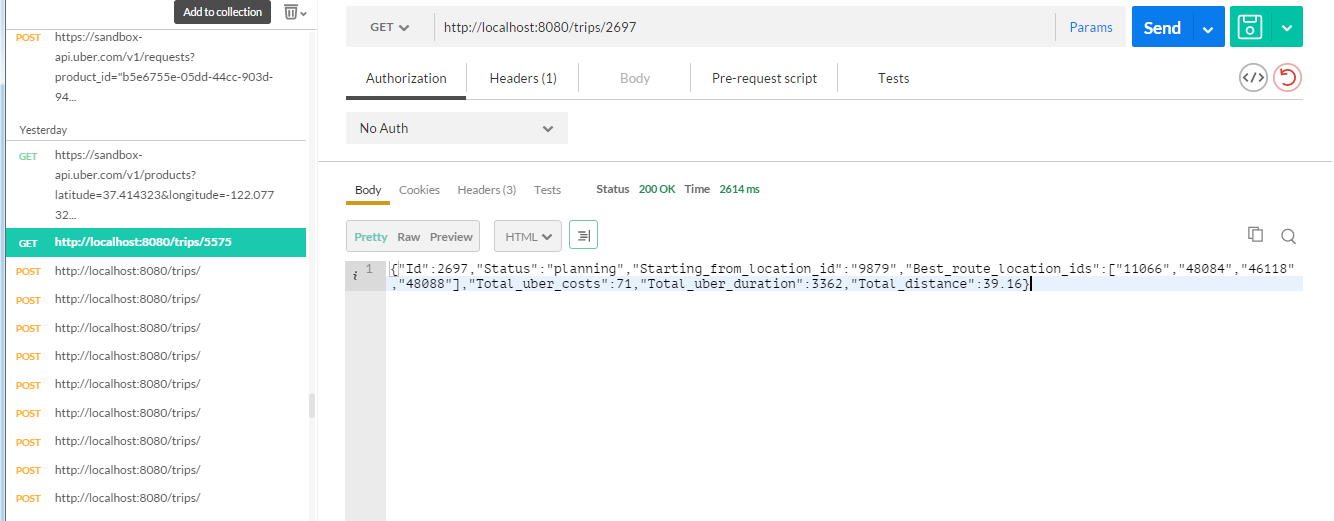 Add to collection
POST https://sandbox-
api.uber.com/v1/requests?
product_id="b5e6755e-05dd-44cc-903d-
94...
Yesterday
GET https://sandbox-
api.uber.com/v1/products?
latitude=37.414323&longitude=-122.077
32...
GET http://localhost:8080/trips/5575
POST http://localhost:8080/trips/
POST http://localhost:8080/trips/
POST http://localhost:8080/trips/
POST http://localhost:8080/trips/
POST http://localhost:8080/trips/
POST http://localhost:8080/trips/
POST http://localhost:8080/trips/
POST http://localhost:8080/trips/
POST http://localhost:8080/trips/
GET http://localhost:8080/trips/2697 Params Send
Authorization Headers (1) Body Pre-request script Tests
No Auth
Body Cookies Headers (3) Tests Status 200 OK Time 2614 ms
Pretty Raw Preview HTML
i 1 {"Id":2697,"Status":"planning","Starting_from_location_id":"9879","Best_route_location_ids":["11066","48084","46118"
,"48088"],"Total_uber_costs":71,"Total_uber_duration":3362,"Total_distance":39.16}